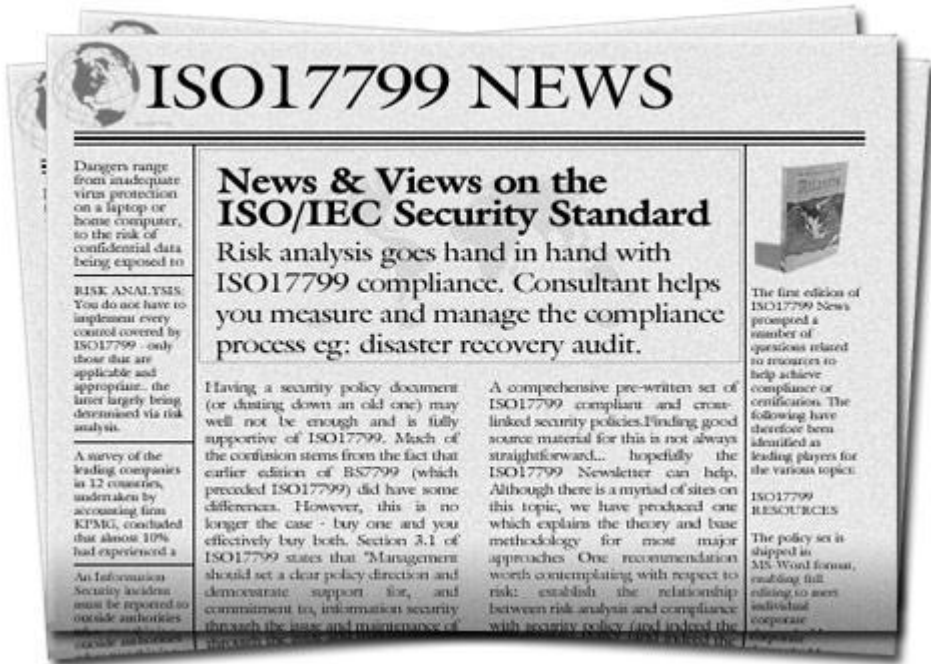 ISO17799 NEWS
Dangers range
from inadequate
virus protection
on a laptop or
home computer,
to the risk of
confidential data
being exposed to
RISK ANALYSIS:
You do not have to
implement every
control covered by
ISO17799 - only
those that are
applicable and
appropriate.. the
latter largely being
determined via risk
analysis.
A survey of the
leading companies
in 12 countries,
undertaken by
accounting firm
KPMG, concluded
that almost 10%
had experienced a
An Information
Security incident
must be reported to
outside authorities
News & Views on the
ISO/IEC Security Standard
Risk analysis goes hand in hand with
ISO17799 compliance. Consultant helps
you measure and manage the compliance
process eg: disaster recovery audit.
Having a security policy document
(or dusting down an old one) may
well not be enough and is fully
supportive of ISO17799. Much of
the confusion stems from the fact that
earlier edition of BS7799 (which
preceded ISO17799) did have some
differences. However, this is no
longer the case - buy one and you
effectively buy both. Section 3.1 of
ISO17799 states that "Management
should set a clear policy direction and
demonstrate support for, and
commitment to, information security
through the issue and maintenance of
A comprehensive pre-written set of
ISO17799 compliant and cross-
linked security policies.Finding good
source material for this is not always
straightforward... hopefully the
ISO17799 Newsletter can help.
Although there is a myriad of sites on
this topic, we have produced one
which explains the theory and base
methodology for most major
approaches One recommendation
worth contemplating with respect to
risk: establish the relationship
between risk analysis and compliance
with security policy (and indeed the
The first edition of
ISO17799 News
prompted a
number of
questions related
to resources to
help achieve
compliance or
certification. The
following have
therefore been
identified as
leading players for
the various topics:
ISO17799
RESOURCES
The policy set is
shipped in
MS-Word format,
enabling full
editing to meet
individual
corporate